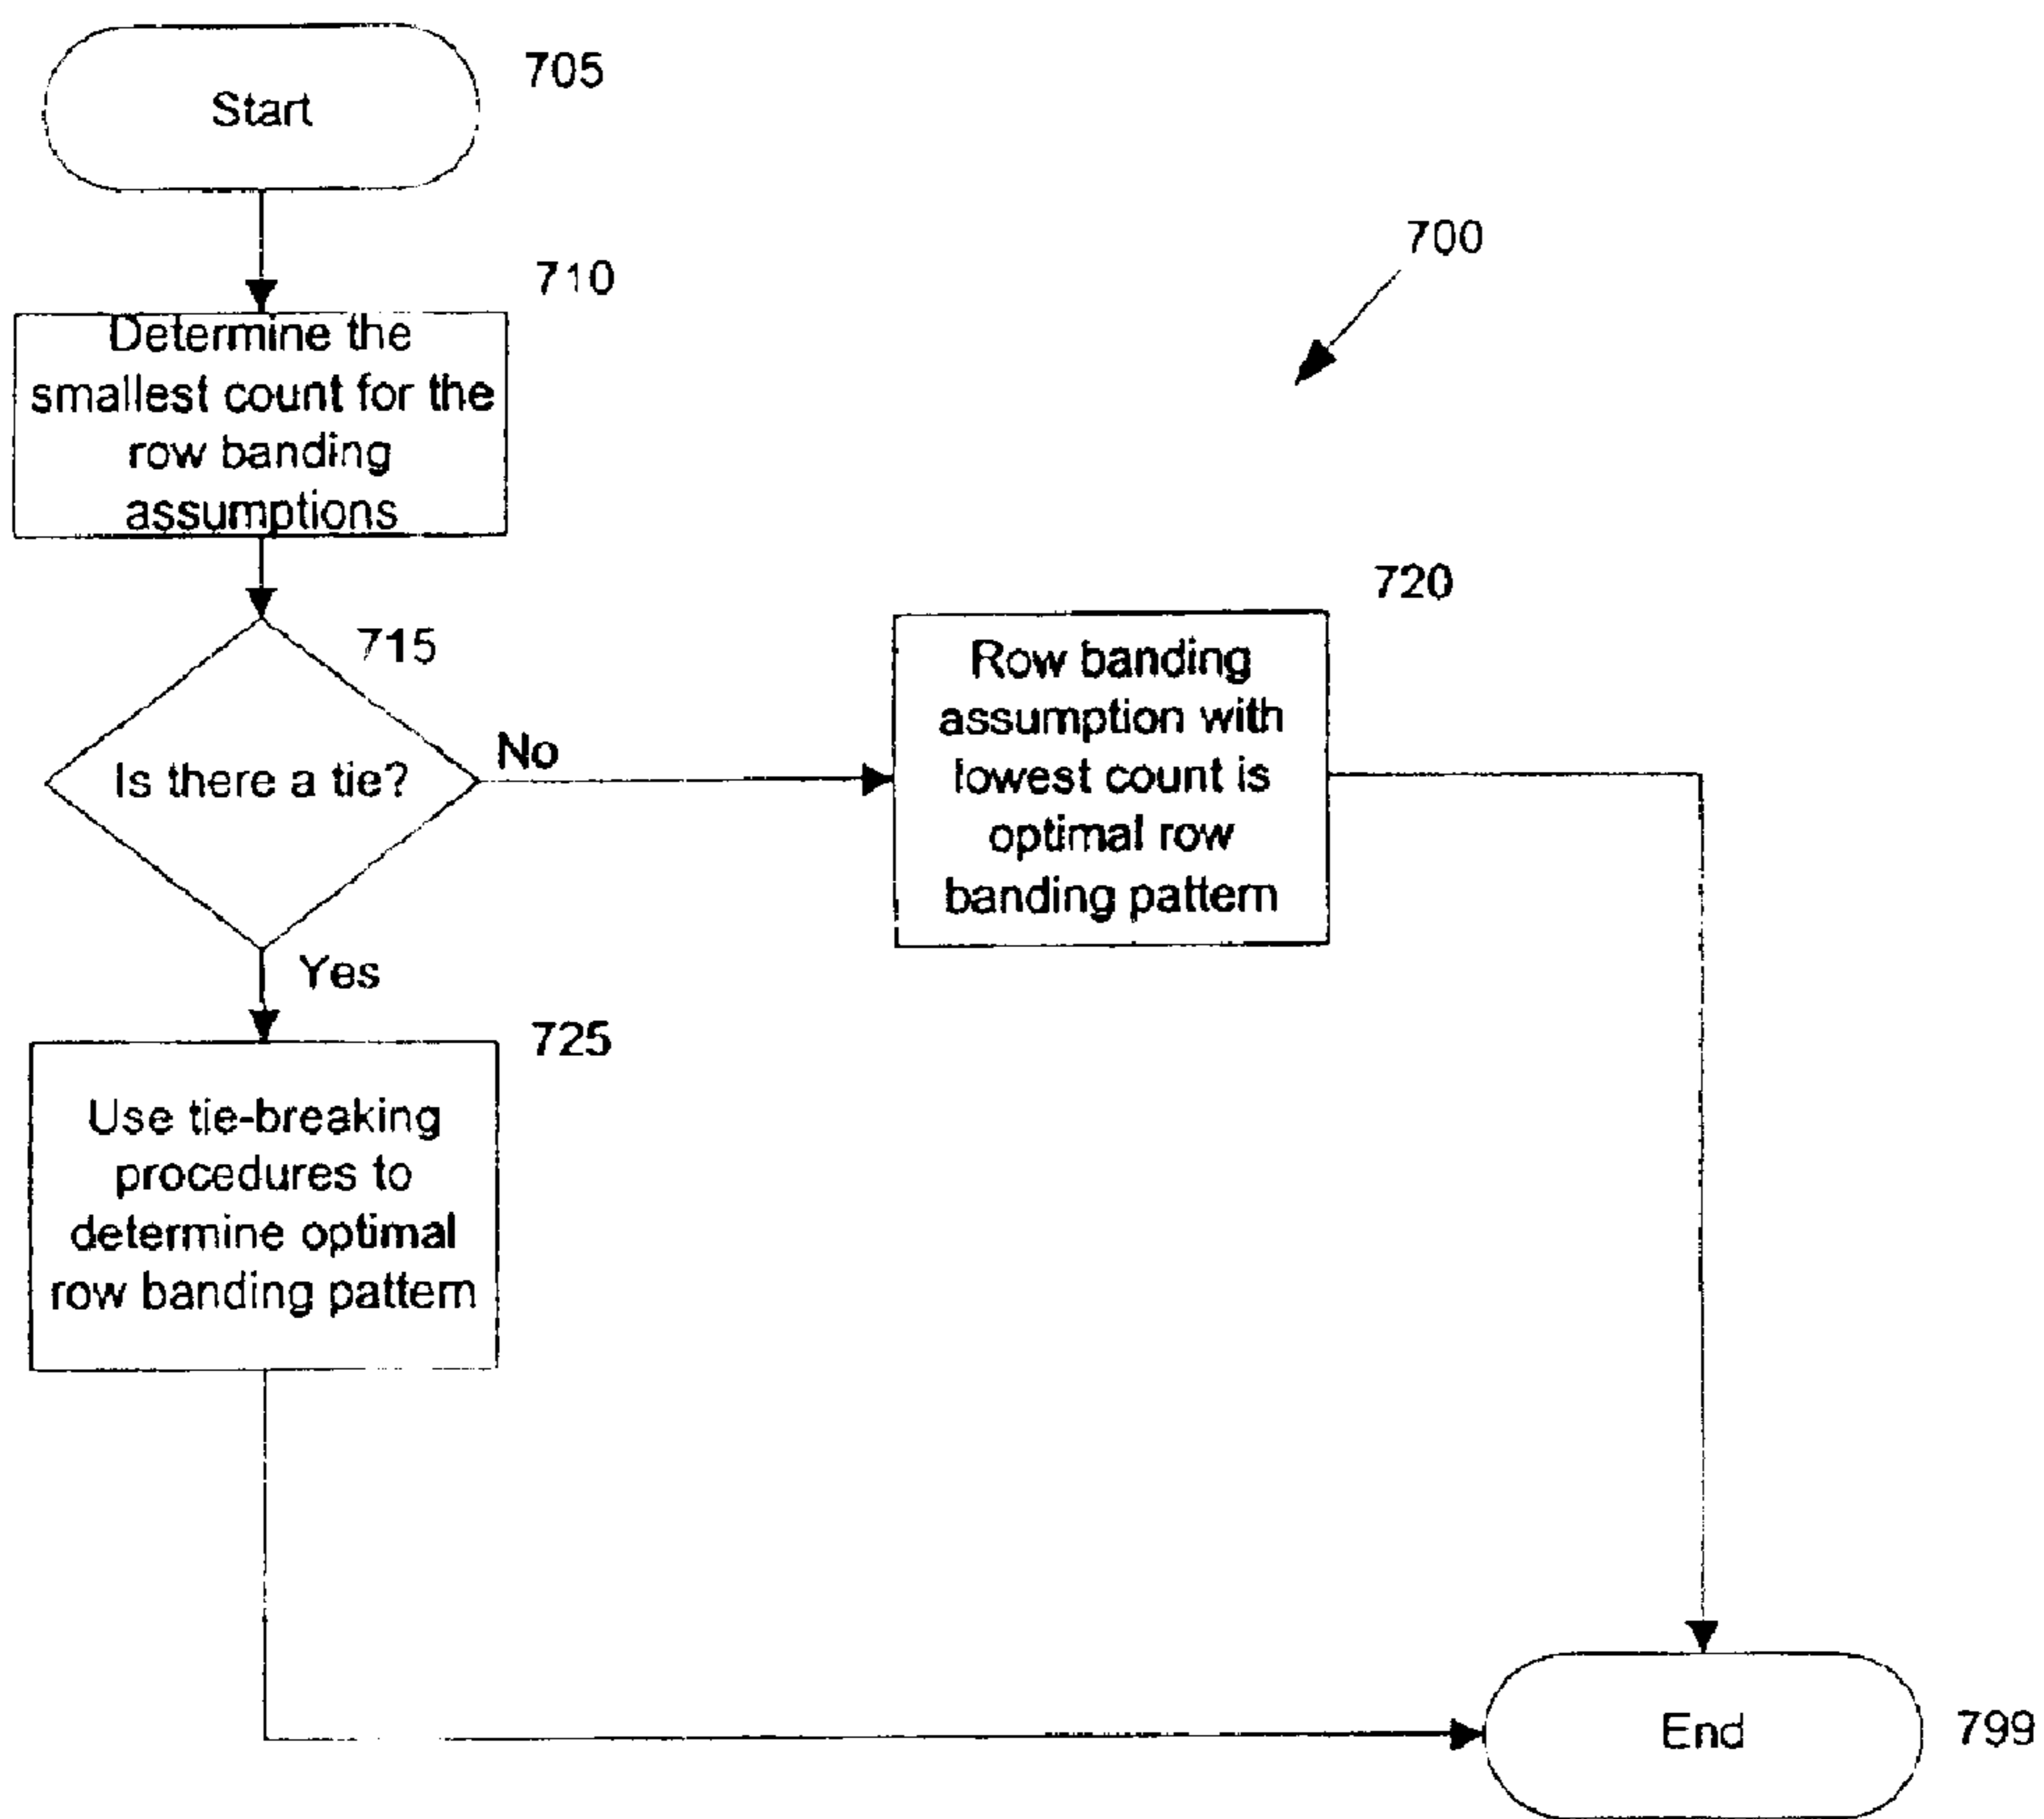 705
Start
700
710
Determine the
smallest count for the
row banding
assumptions
720
715
Row banding
assumption with
lowest count is
optimal row
banding pattern
No
Is there a tie?
Yes
725
Use tie-breaking
procedures to
determine optimal
row banding pattern
End
799